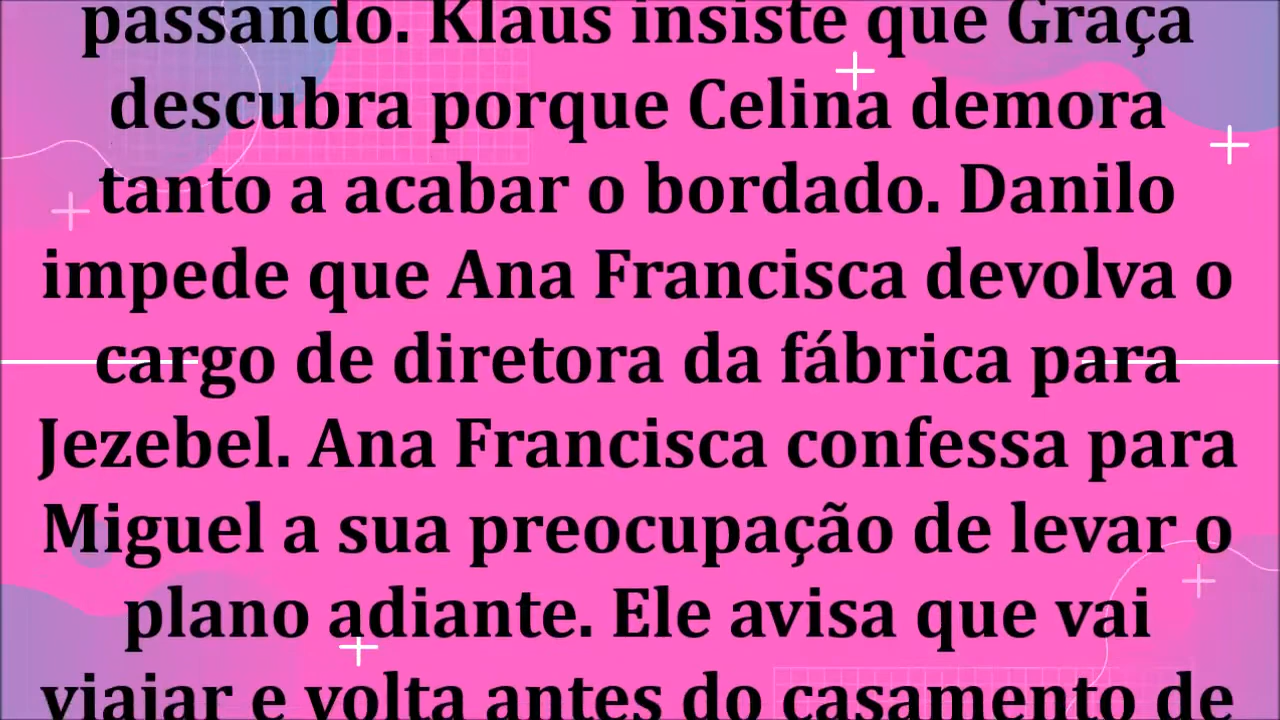 passando. Klaus insiste que Graça
descubra porque Celina demora
tanto a acabar o bordado. Danilo
impede que Ana Francisca devolva o
cargo de diretora da fábrica para
Jezebel. Ana Francisca confessa para
Miguel a sua preocupação de levar o
plano adiante. Ele avisa que vai
viajar e volta antes do casamento de